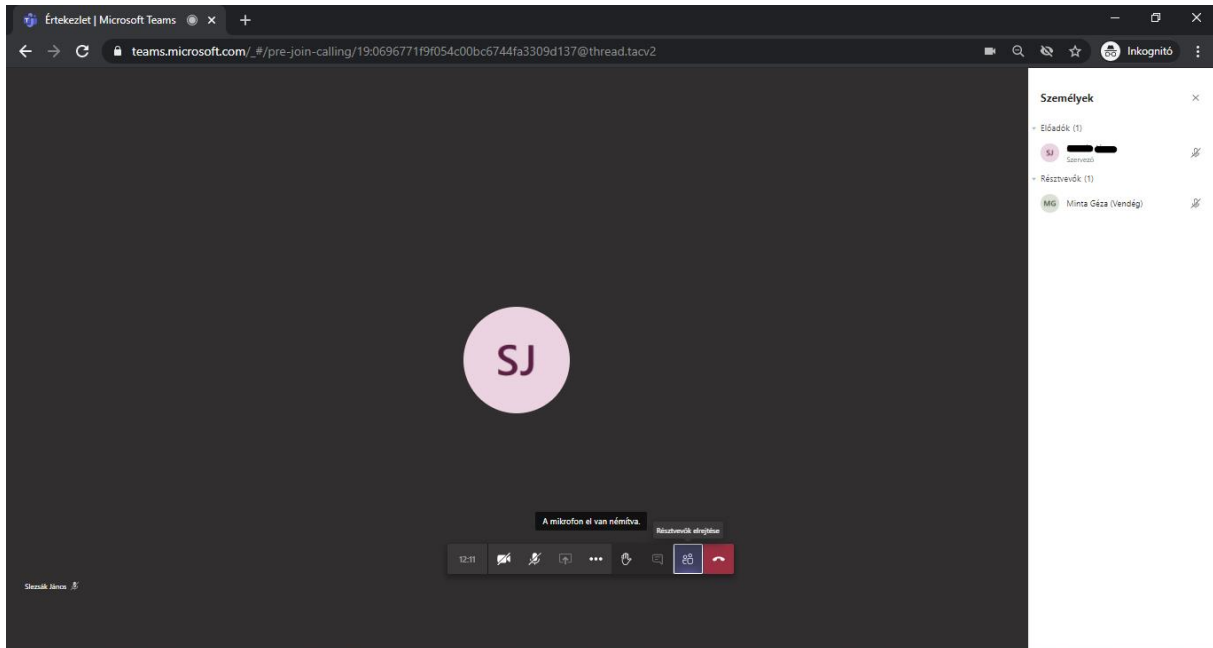 Értekezlet | Microsoft Teams
teams.microsoft.com/_#/pre-join-calling/19:0696771f9f054c00bc6744fa3309d137@thread.tacv2
Inkognitó
Személyek
Előadók (1)
SJ
Szervező
Résztvevők (1)
MG Minta Géza (Vendég)
SJ
A mikrofon el van némítva.
Résztvevők elrejtése
12:11
Slezsák János